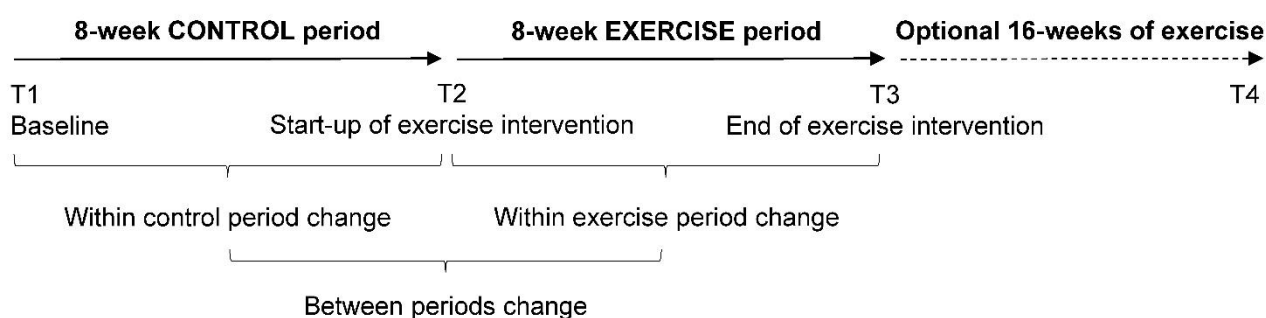 8-week CONTROL period 8-week EXERCISE period Optional 16-weeks of exercise
T1 T2 T3 T4
Baseline Start-up of exercise intervention End of exercise intervention
Within control period change Within exercise period change
Between periods change